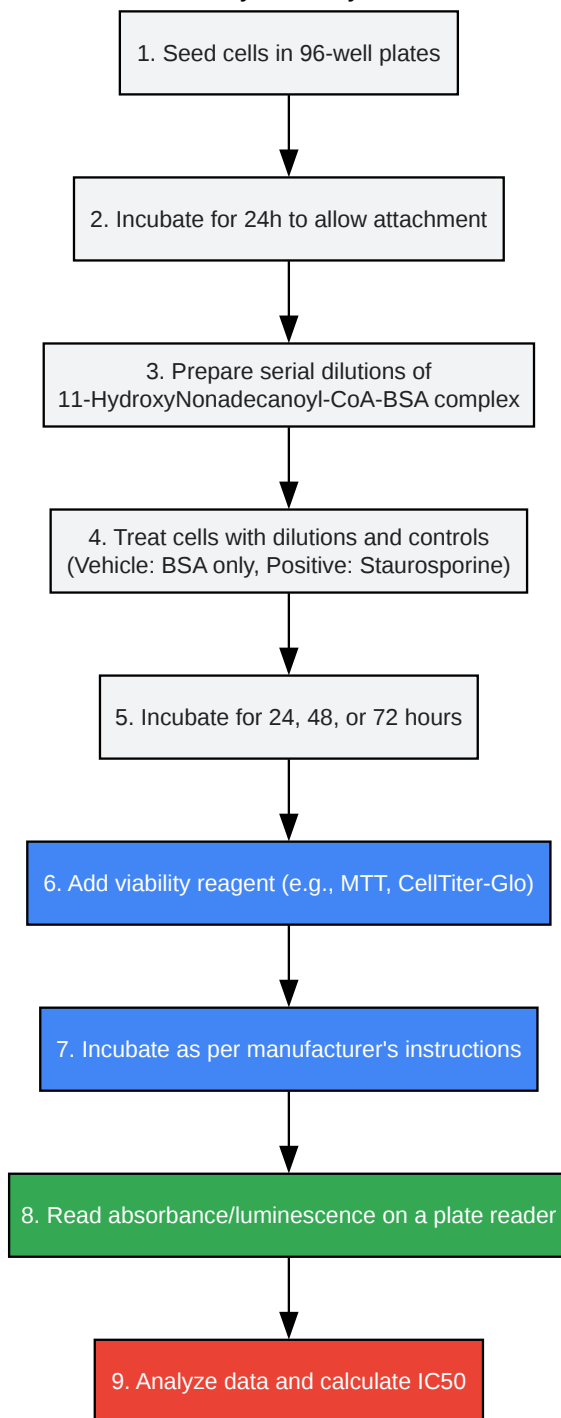 1. Seed cells in 96-well plates
2. Incubate for 24h to allow attachment
3. Prepare serial dilutions of
11-HydroxyNonadecanoyl-CoA-BSA complex
4. Treat cells with dilutions and controls
(Vehicle: BSA only, Positive: Staurosporine)
5. Incubate for 24, 48, or 72 hours
6. Add viability reagent (e.g., MTT, CellTiter-Glo)
7. Incubate as per manufacturer's instructions
8. Read absorbance/luminescence on a plate reader
9. Analyze data and calculate IC50